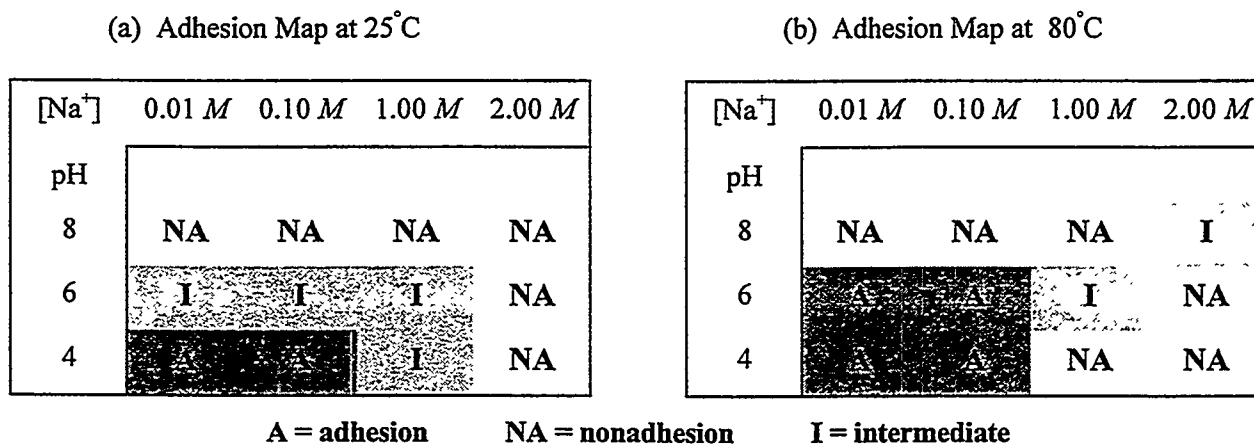 (a) Adhesion Map at 25°C
[Na⁺] 0.01 M 0.10 M 1.00 M 2.00 M
pH
8 NA NA NA NA
6 I I I NA
4 A A I NA
(b) Adhesion Map at 80°C
[Na⁺] 0.01 M 0.10 M 1.00 M 2.00 M
pH
8 NA NA NA I
6 A A I NA
4 A A NA NA
A = adhesion NA = nonadhesion I = intermediate